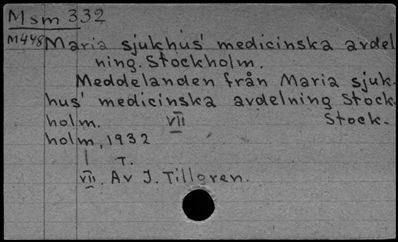 Msm 332
M448 Maria sjukhus' medicinska avdel
ning. Stockholm.
Meddelanden från Maria sjuk-
hus' medicinska avdelning Stock-
holm. VII Stock.
holm, 1932
I T.
VII. Av J. Tillgren.